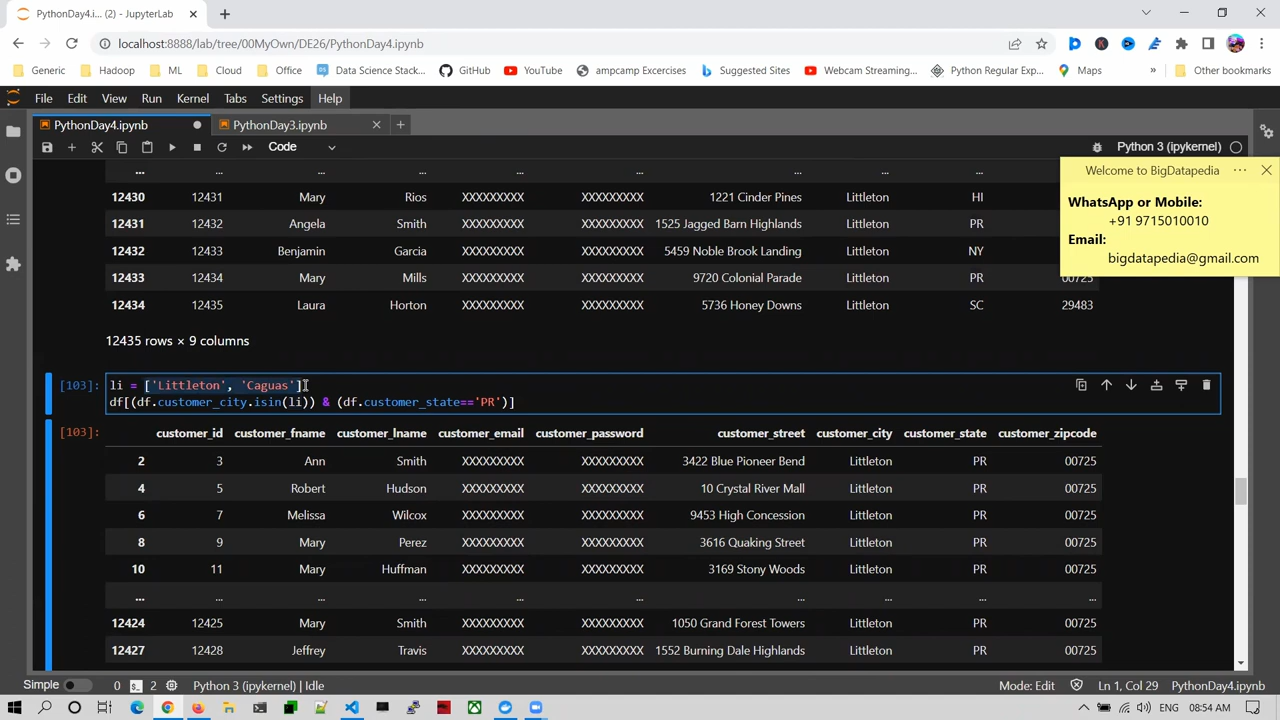 PythonDay4.i... (2) - JupyterLab
localhost:8888/lab/tree/00MyOwn/DE26/PythonDay4.ipynb
Generic Hadoop ML Cloud Office Data Science Stack... GitHub YouTube ampcamp Excercises Suggested Sites Webcam Streaming... Python Regular Exp... Maps » Other bookmarks
File Edit View Run Kernel Tabs Settings Help
PythonDay4.ipynb PythonDay3.ipynb
Code Python 3 (ipykernel)
Welcome to BigDatapedia ...
WhatsApp or Mobile:
+91 9715010010
Email:
bigdatapedia@gmail.com
... ... ... ... ... ... ... ... ...
12430 12431 Mary Rios XXXXXXXXX XXXXXXXXX 1221 Cinder Pines Littleton HI
12431 12432 Angela Smith XXXXXXXXX XXXXXXXXX 1525 Jagged Barn Highlands Littleton PR
12432 12433 Benjamin Garcia XXXXXXXXX XXXXXXXXX 5459 Noble Brook Landing Littleton NY
12433 12434 Mary Mills XXXXXXXXX XXXXXXXXX 9720 Colonial Parade Littleton PR 00725
12434 12435 Laura Horton XXXXXXXXX XXXXXXXXX 5736 Honey Downs Littleton SC 29483
12435 rows × 9 columns
[103]: li = ['Littleton', 'Caguas']
df[(df.customer_city.isin(li)) & (df.customer_state=='PR')]
[103]: customer_id customer_fname customer_lname customer_email customer_password customer_street customer_city customer_state customer_zipcode
2 3 Ann Smith XXXXXXXXX XXXXXXXXX 3422 Blue Pioneer Bend Littleton PR 00725
4 5 Robert Hudson XXXXXXXXX XXXXXXXXX 10 Crystal River Mall Littleton PR 00725
6 7 Melissa Wilcox XXXXXXXXX XXXXXXXXX 9453 High Concession Littleton PR 00725
8 9 Mary Perez XXXXXXXXX XXXXXXXXX 3616 Quaking Street Littleton PR 00725
10 11 Mary Huffman XXXXXXXXX XXXXXXXXX 3169 Stony Woods Littleton PR 00725
... ... ... ... ... ... ... ... ... ...
12424 12425 Mary Smith XXXXXXXXX XXXXXXXXX 1050 Grand Forest Towers Littleton PR 00725
12427 12428 Jeffrey Travis XXXXXXXXX XXXXXXXXX 1552 Burning Dale Highlands Littleton PR 00725
Simple 0 2 Python 3 (ipykernel) | Idle Mode: Edit Ln 1, Col 29 PythonDay4.ipynb
ENG 08:54 AM